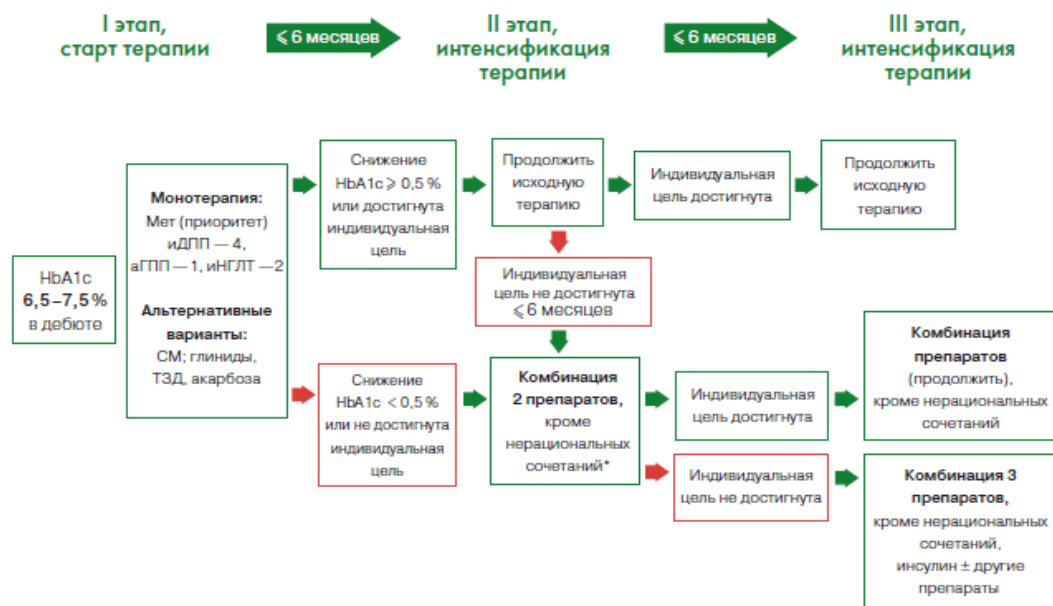 I этап,
старт терапии
⩽ 6 месяцев
II этап,
интенсификация
терапии
⩽ 6 месяцев
III этап,
интенсификация
терапии
HbA1c
6,5–7,5%
в дебюте
Монотерапия:
Мет (приоритет)
иДПП — 4,
аГПП — 1, иНГЛТ —2
Альтернативные
варианты:
СМ; глиниды,
ТЗД, акарбоза
Снижение
HbA1c ⩾ 0,5 %
или достигнута
индивидуальная
цель
Продолжить
исходную
терапию
Индивидуальная
цель достигнута
Продолжить
исходную
терапию
Индивидуальная
цель не достигнута
⩽ 6 месяцев
Снижение
HbA1c < 0,5 %
или не достигнута
индивидуальная
цель
Комбинация
2 препаратов,
кроме
нерациональных
сочетаний*
Индивидуальная
цель достигнута
Комбинация
препаратов
(продолжить),
кроме нерациональных
сочетаний
Индивидуальная
цель не достигнута
Комбинация 3
препаратов,
кроме нерациональных
сочетаний,
инсулин ± другие
препараты